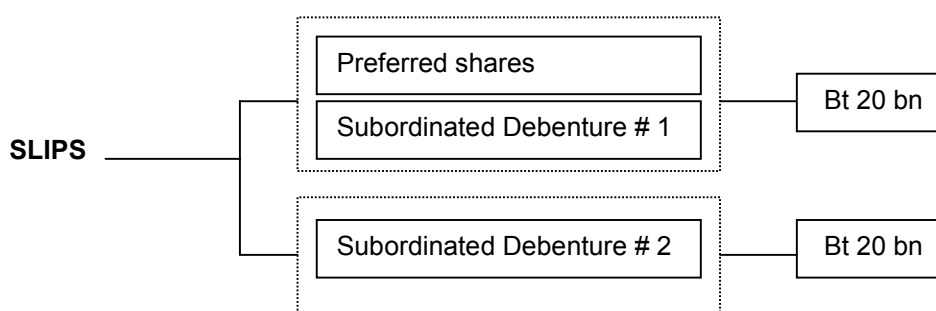 Preferred shares
Bt 20 bn
Subordinated Debenture # 1
SLIPS
Subordinated Debenture # 2
Bt 20 bn